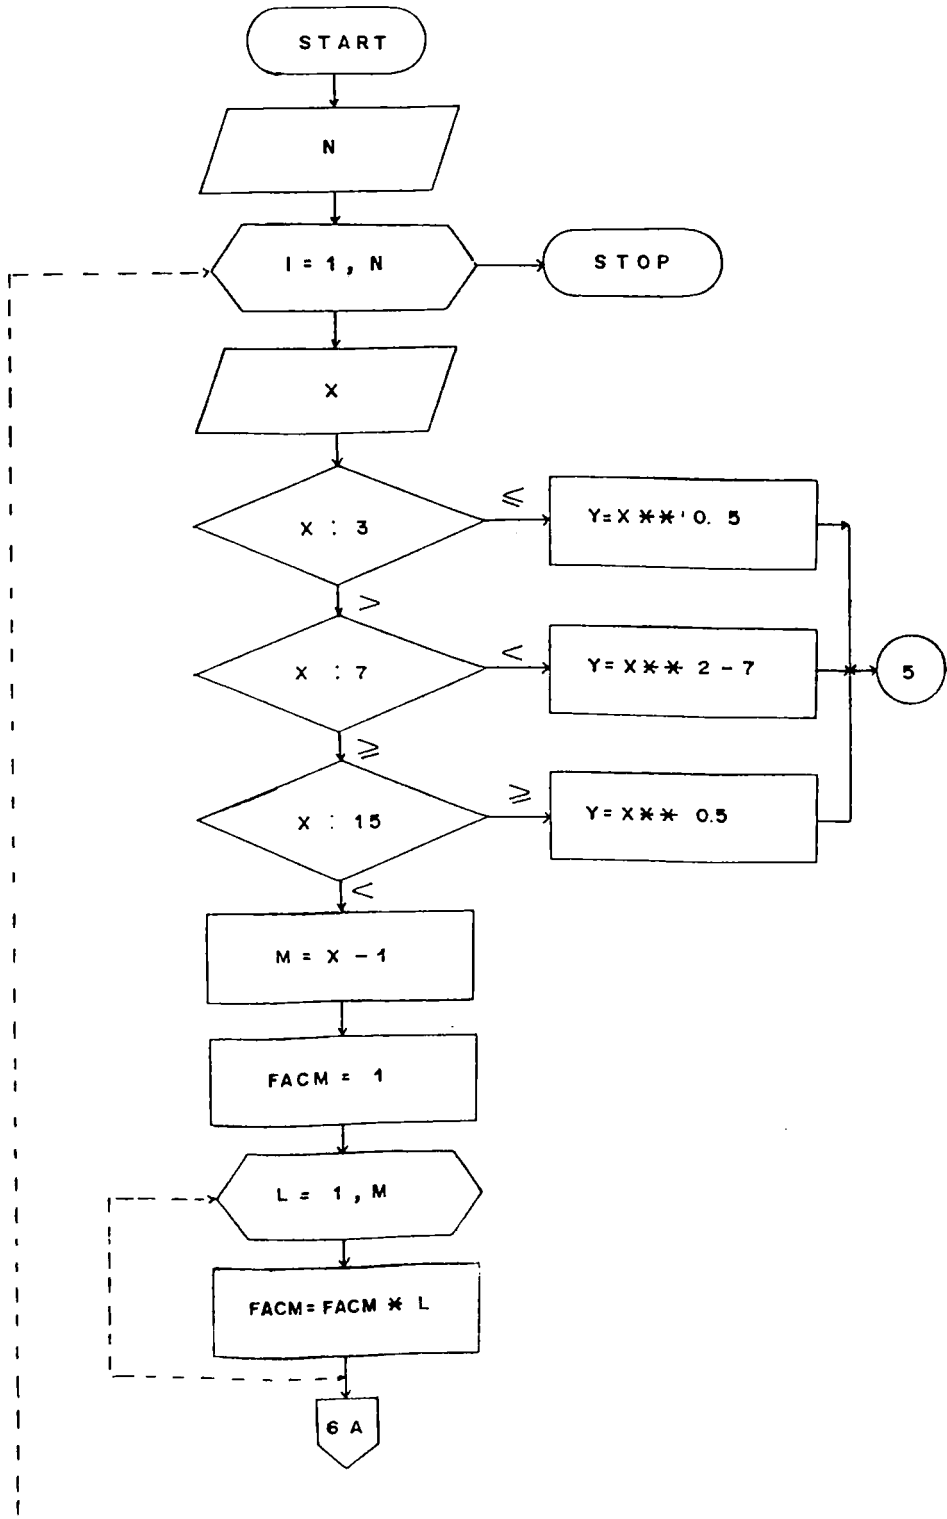 START
N
I = 1 , N
STOP
X
X : 3
≤
Y=X ** 0. 5
>
X : 7
<
Y=X** 2 - 7
5
≥
X : 15
≥
Y=X** 0.5
<
M = X - 1
FACM = 1
L = 1 , M
FACM=FACM * L
6 A